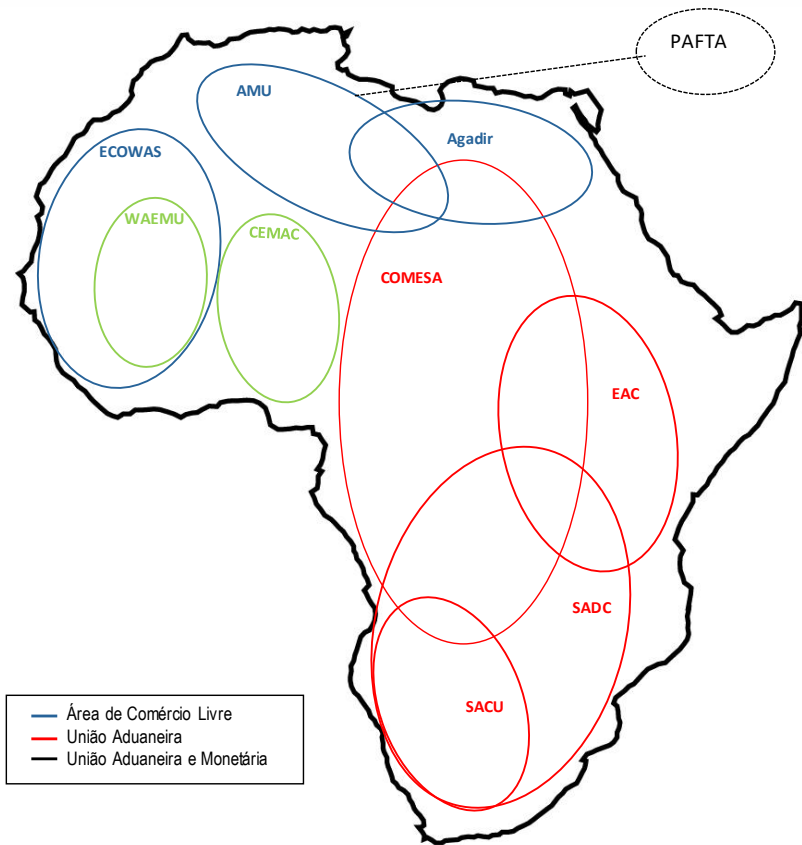 PAFTA
AMU
Agadir
ECOWAS
WAEMU
CEMAC
COMESA
EAC
SADC
SACU
Área de Comércio Livre
União Aduaneira
União Aduaneira e Monetária